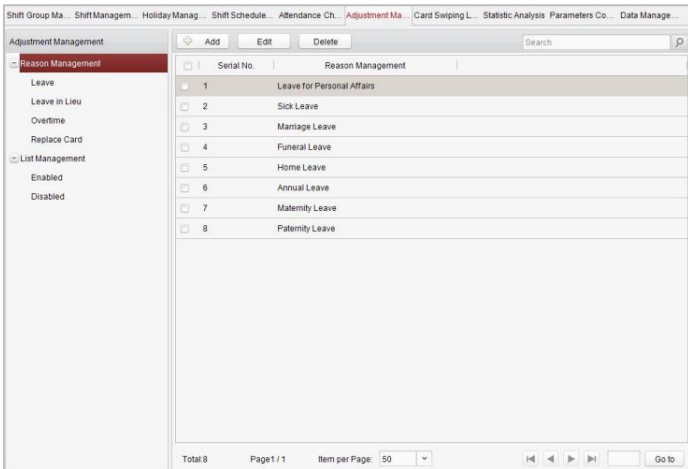 Shift Group Ma... Shift Managem... Holiday Manag... Shift Schedule... Attendance Ch... Adjustment Ma... Card Swiping L... Statistic Analysis Parameters Co... Data Manage...
Adjustment Management
Reason Management
Leave
Leave in Lieu
Overtime
Replace Card
List Management
Enabled
Disabled
Add Edit Delete Search
Serial No. Reason Management
1 Leave for Personal Affairs
2 Sick Leave
3 Marriage Leave
4 Funeral Leave
5 Home Leave
6 Annual Leave
7 Maternity Leave
8 Paternity Leave
Total:8 Page1 / 1 Item per Page: 50 Go to